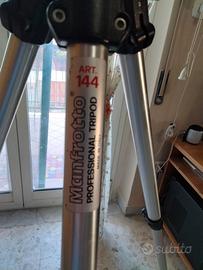 ART.
144
Manfrotto
PROFESSIONAL TRIPOD
subito